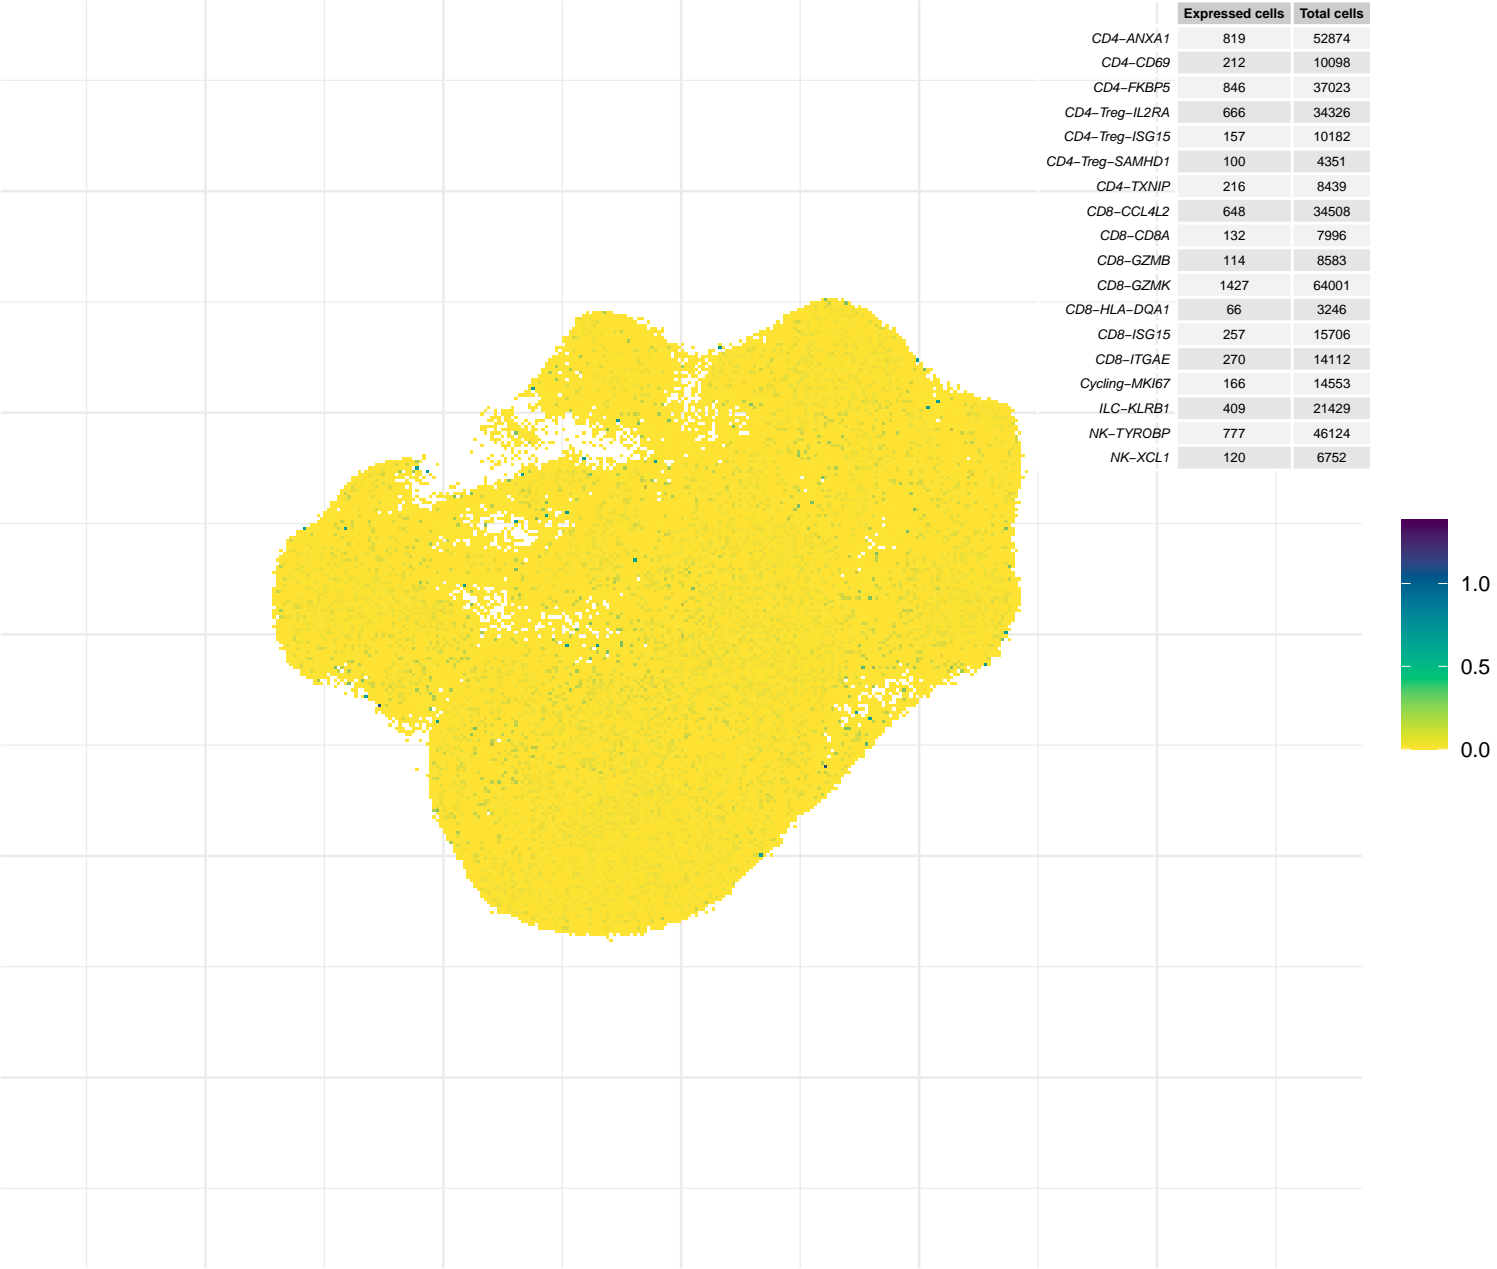 Expressed cells Total cells
CD4−ANXA1 819 52874
CD4−CD69 212 10098
CD4−FKBP5 846 37023
CD4−Treg−IL2RA 666 34326
CD4−Treg−ISG15 157 10182
CD4−Treg−SAMHD1 100 4351
CD4−TXNIP 216 8439
CD8−CCL4L2 648 34508
CD8−CD8A 132 7996
CD8−GZMB 114 8583
CD8−GZMK 1427 64001
CD8−HLA−DQA1 66 3246
CD8−ISG15 257 15706
CD8−ITGAE 270 14112
Cycling−MKI67 166 14553
ILC−KLRB1 409 21429
NK−TYROBP 777 46124
NK−XCL1 120 6752
1.0
0.5
0.0